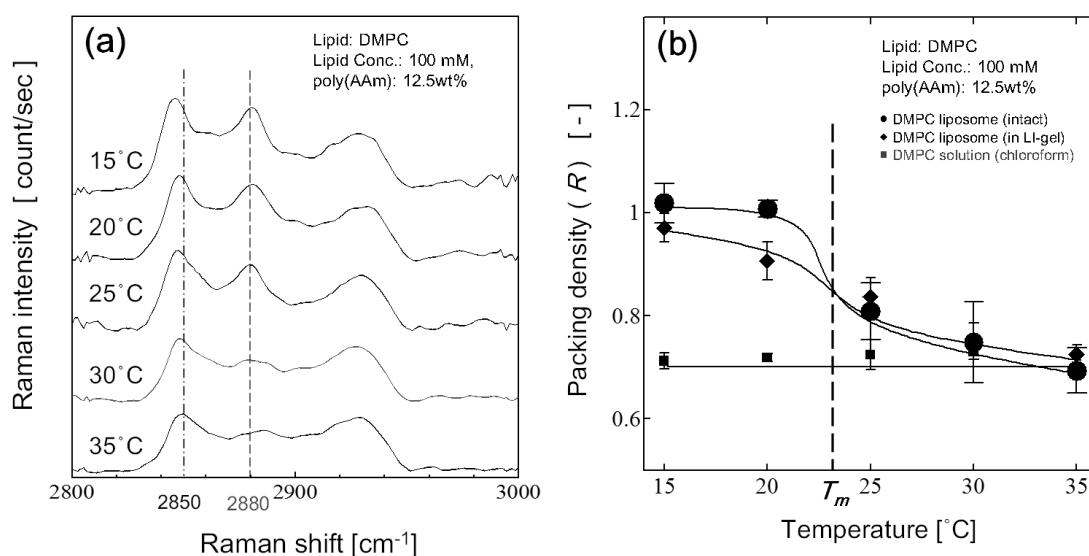 (a)
Lipid: DMPC
Lipid Conc.: 100 mM,
poly(AAm): 12.5wt%
15˚C
20˚C
25˚C
30˚C
35˚C
Raman intensity [ count/sec]
2800
2850
2880
2900
3000
Raman shift [cm-1]
(b)
Lipid: DMPC
Lipid Conc.: 100 mM
poly(AAm): 12.5wt%
DMPC liposome (intact)
DMPC liposome (in LI-gel)
DMPC solution (chloroform)
Packing density ( R ) [ - ]
1.2
1
0.8
0.6
15
20
Tm
25
30
35
Temperature [˚C]